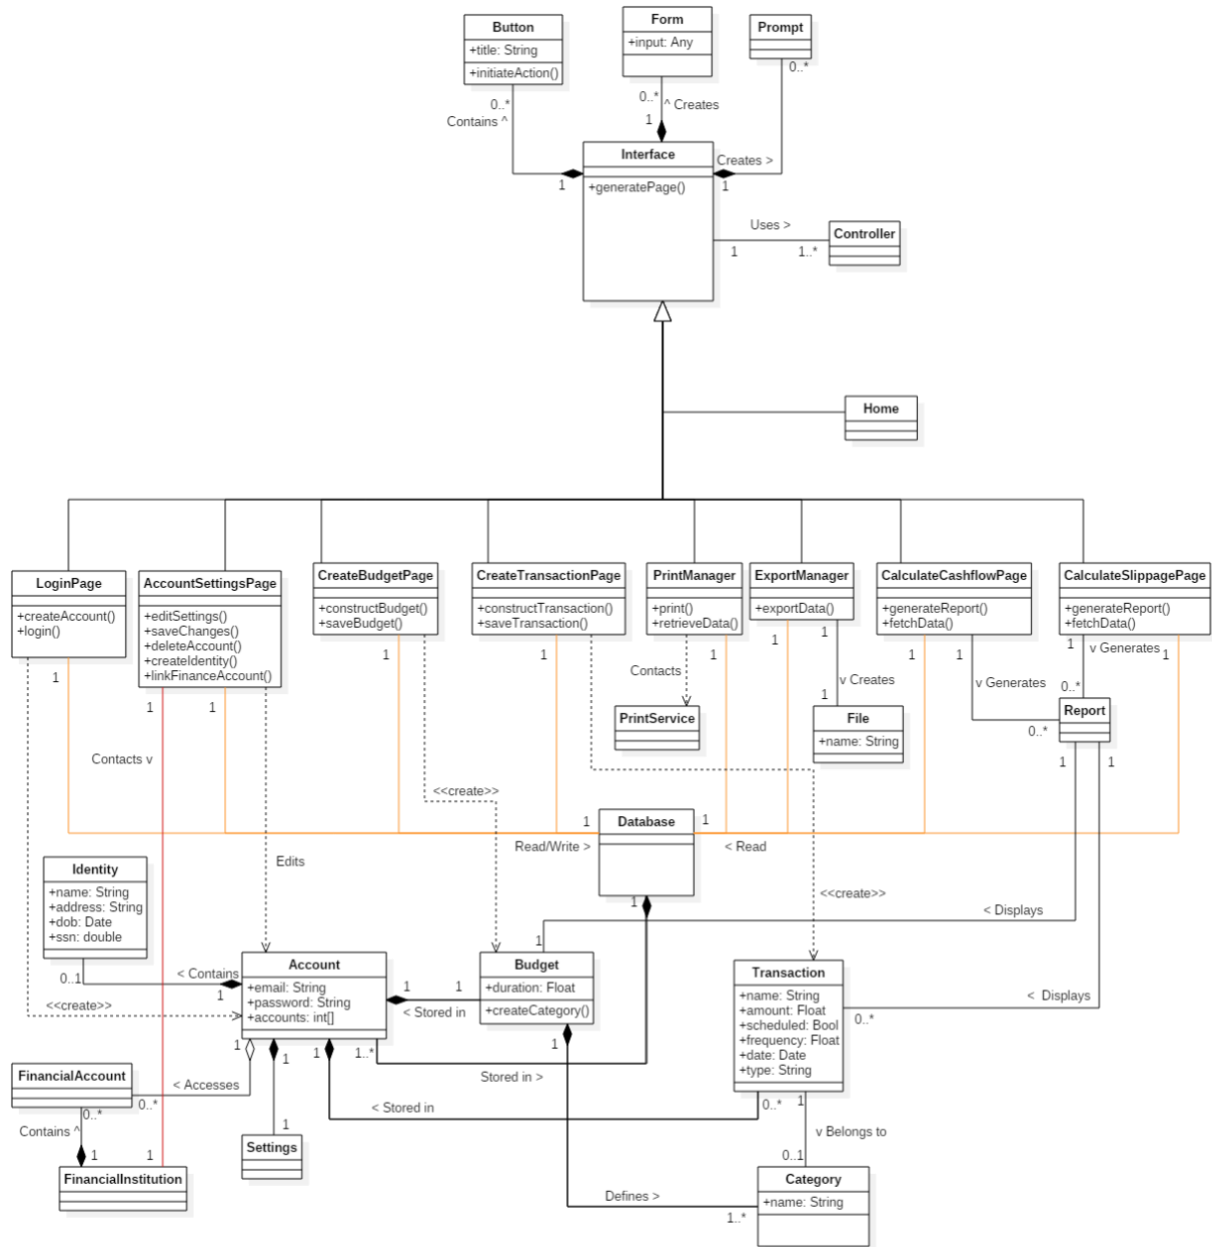 Button
+title: String
+initiateAction()
Form
+input: Any
Prompt
0..*
0..*
Contains ^
0..*
^ Creates
1
Interface
+generatePage()
Creates >
1
1
Uses >
1
1..*
Controller
Home
LoginPage
+createAccount()
+login()
AccountSettingsPage
+editSettings()
+saveChanges()
+deleteAccount()
+createIdentity()
+linkFinanceAccount()
CreateBudgetPage
+constructBudget()
+saveBudget()
CreateTransactionPage
+constructTransaction()
+saveTransaction()
PrintManager
+print()
+retrieveData()
ExportManager
+exportData()
CalculateCashflowPage
+generateReport()
+fetchData()
CalculateSlippagePage
+generateReport()
+fetchData()
1
1
1
1
1
1
1
1
1
1
1
v Generates
Contacts
v Creates
1
v Generates
0..*
0..*
PrintService
File
+name: String
Report
1
1
Contacts v
<<create>>
1
Database
1
Read/Write >
< Read
Edits
Identity
+name: String
+address: String
+dob: Date
+ssn: double
0..1
< Contains
1
<<create>>
1
<<create>>
< Displays
1
Account
+email: String
+password: String
+accounts: int[]
1
1
< Stored in
Budget
+duration: Float
+createCategory()
Transaction
+name: String
+amount: Float
+scheduled: Bool
+frequency: Float
+date: Date
+type: String
< Displays
0..*
1
1
1
1..*
1
Stored in >
FinancialAccount
< Accesses
0..*
0..*
Contains ^
1
1
FinancialInstitution
< Stored in
0..*
1
v Belongs to
0..1
1
Settings
Defines >
1..*
Category
+name: String